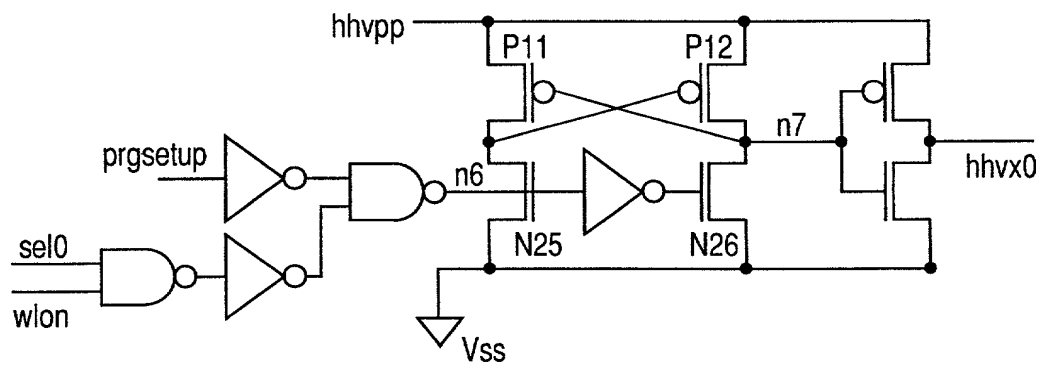 hhvpp
P11
P12
n7
hhvx0
prgsetup
n6
sel0
N25
N26
wlon
Vss